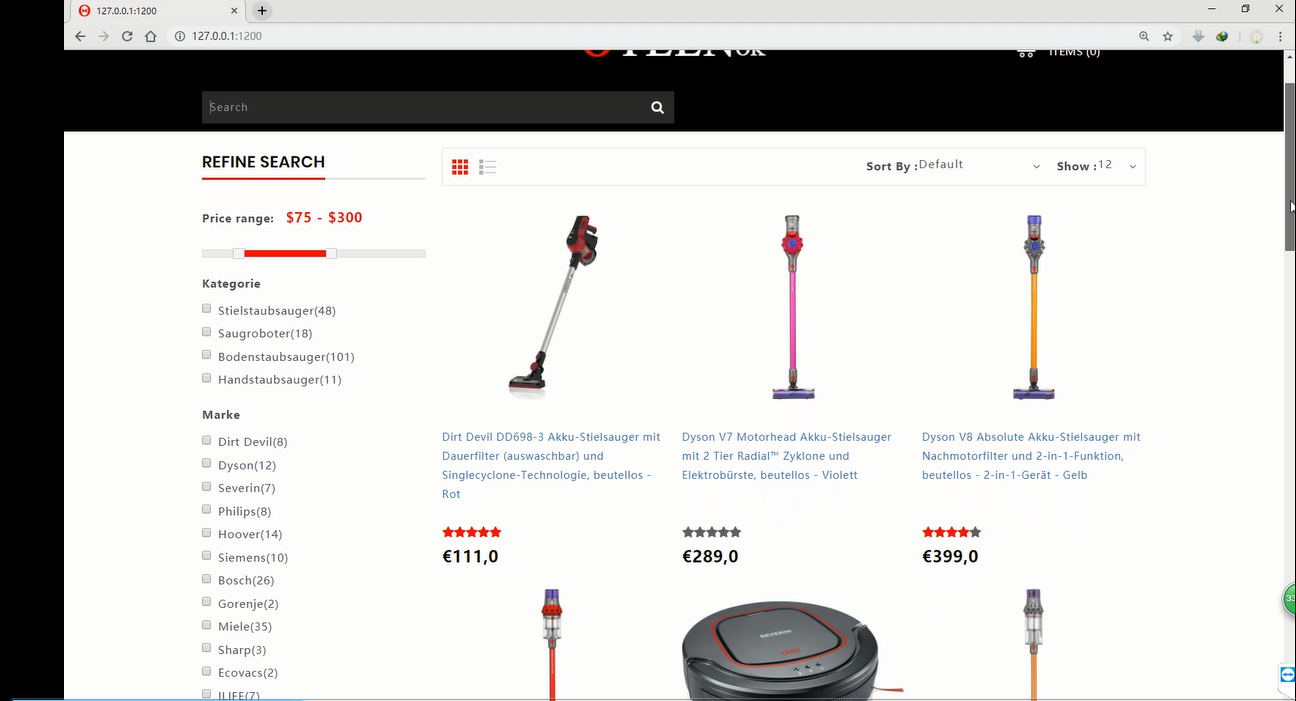 127.0.0.1:1200
127.0.0.1:1200
ITEMS (0)
Search
REFINE SEARCH
Sort By :Default
Show :12
Price range: $75 - $300
Kategorie
Stielstaubsauger(48)
Saugroboter(18)
Bodenstaubsauger(101)
Handstaubsauger(11)
Marke
Dirt Devil(8)
Dyson(12)
Severin(7)
Philips(8)
Hoover(14)
Siemens(10)
Bosch(26)
Gorenje(2)
Miele(35)
Sharp(3)
Ecovacs(2)
ILIFE(7)
Dirt Devil DD698-3 Akku-Stielsauger mit
Dauerfilter (auswaschbar) und
Singlecyclone-Technologie, beutellos -
Rot
€111,0
Dyson V7 Motorhead Akku-Stielsauger
mit 2 Tier Radial™ Zyklone und
Elektrobürste, beutellos - Violett
€289,0
Dyson V8 Absolute Akku-Stielsauger mit
Nachmotorfilter und 2-in-1-Funktion,
beutellos - 2-in-1-Gerät - Gelb
€399,0
SEVERIN
chill
33